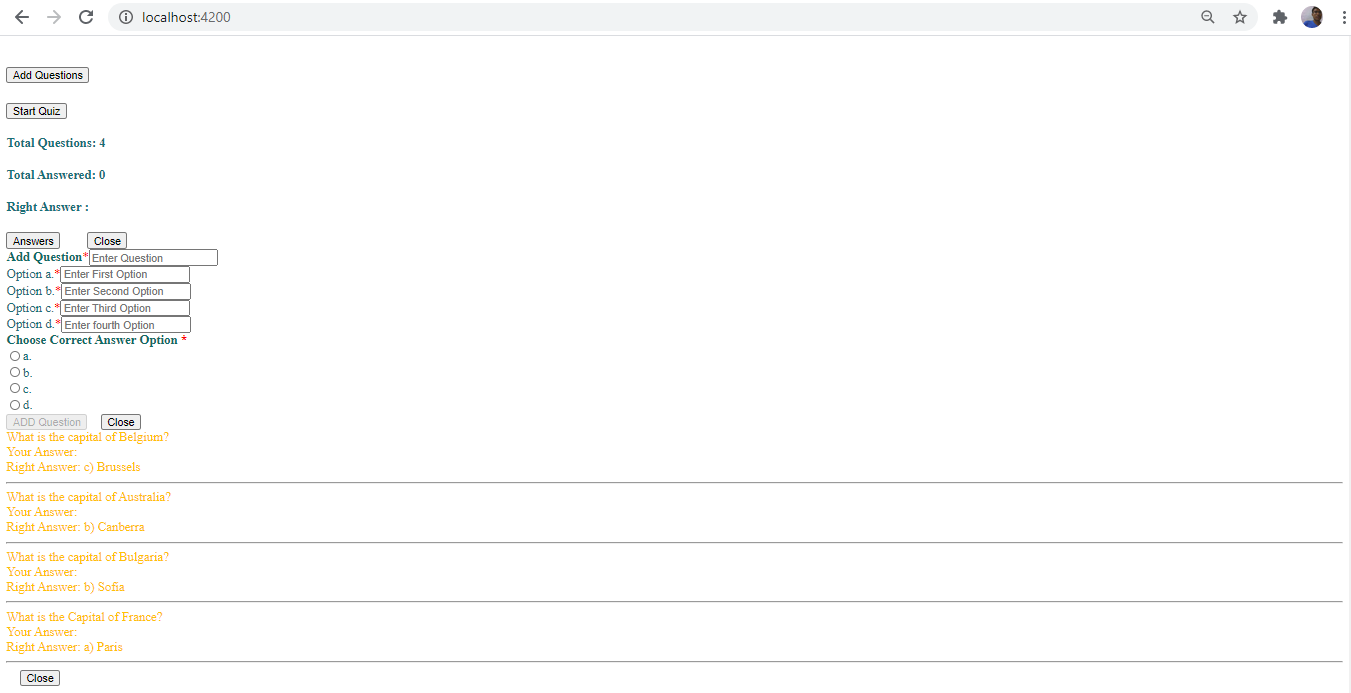 localhost:4200
Add Questions
Start Quiz
Total Questions: 4
Total Answered: 0
Right Answer :
Answers Close
Add Question* Enter Question
Option a.* Enter First Option
Option b.* Enter Second Option
Option c.* Enter Third Option
Option d.* Enter fourth Option
Choose Correct Answer Option *
a.
b.
c.
d.
ADD Question Close
What is the capital of Belgium?
Your Answer:
Right Answer: c) Brussels
What is the capital of Australia?
Your Answer:
Right Answer: b) Canberra
What is the capital of Bulgaria?
Your Answer:
Right Answer: b) Sofia
What is the Capital of France?
Your Answer:
Right Answer: a) Paris
Close